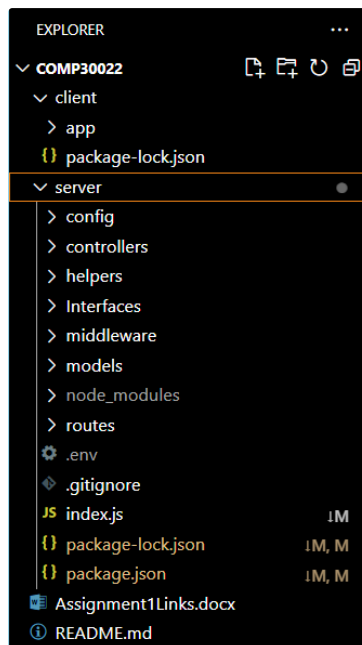 EXPLORER ...
COMP30022
client
app
{} package-lock.json
server
config
controllers
helpers
Interfaces
middleware
models
node_modules
routes
.env
.gitignore
JS index.js ↓M
{} package-lock.json ↓M, M
{} package.json ↓M, M
Assignment1Links.docx
README.md